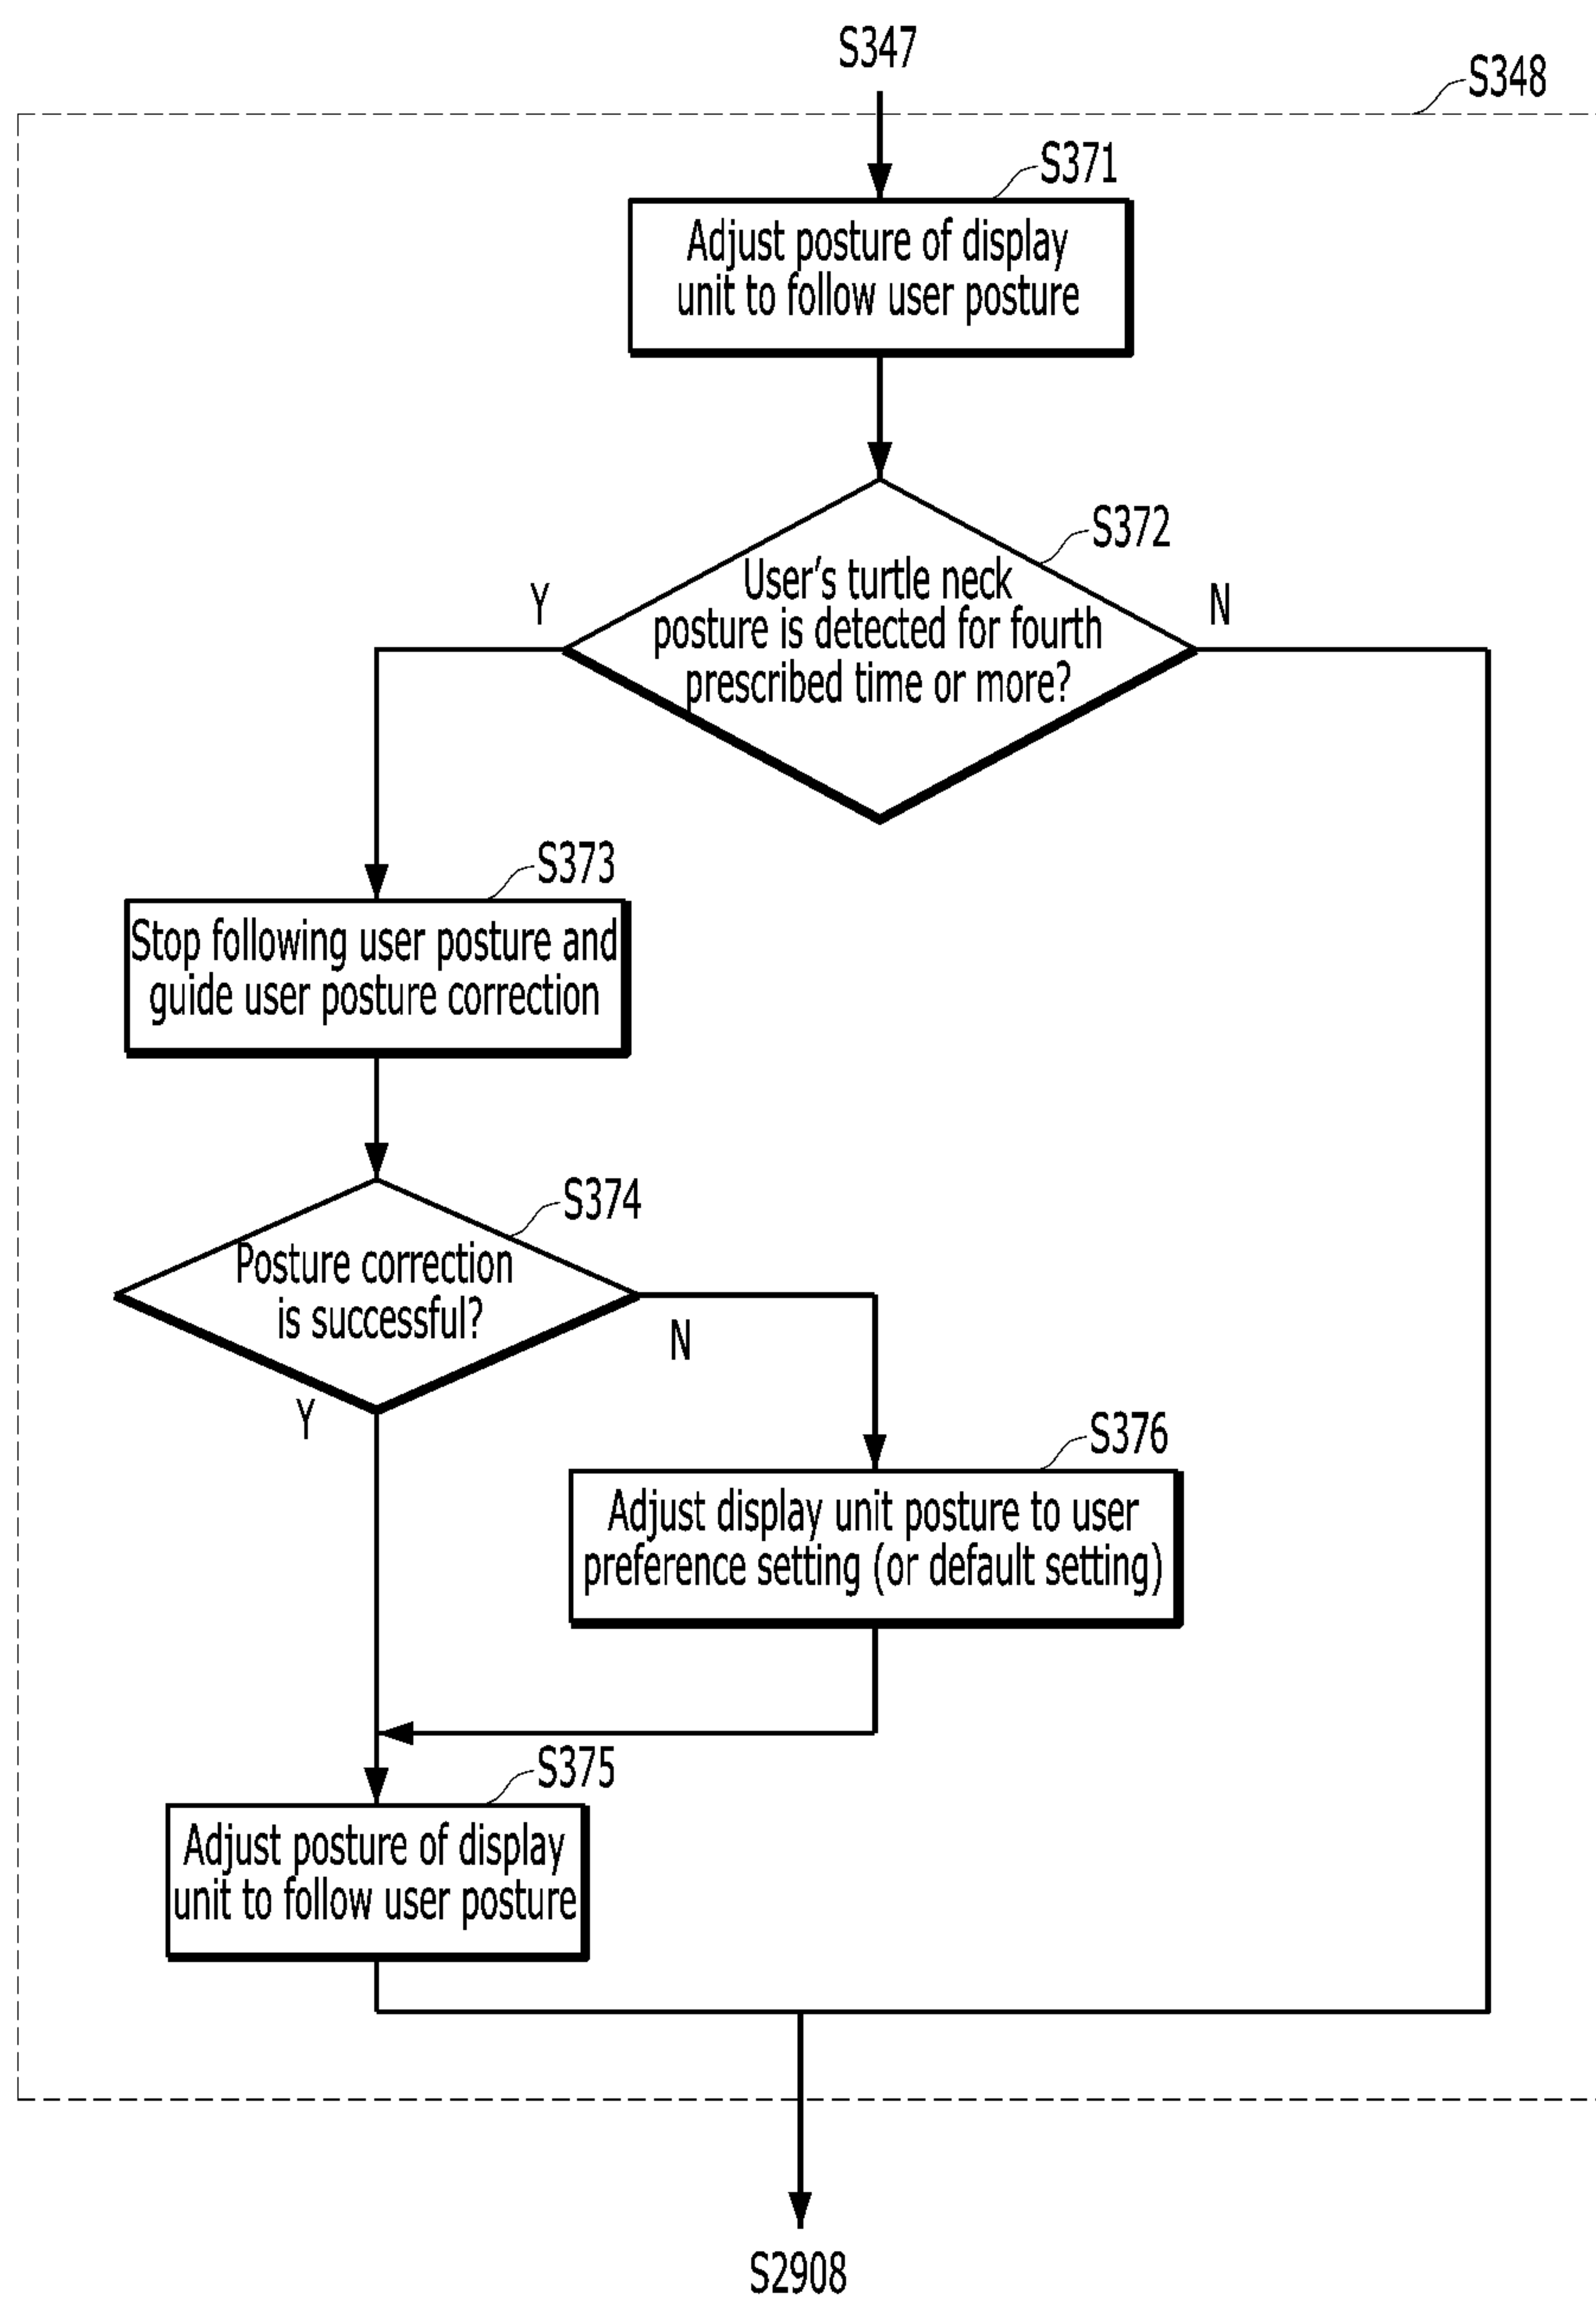 S347
S348
S371
Adjust posture of display
unit to follow user posture
S372
User’s turtle neck
posture is detected for fourth
prescribed time or more?
Y
N
S373
Stop following user posture and
guide user posture correction
S374
Posture correction
is successful?
N
Y
S376
Adjust display unit posture to user
preference setting (or default setting)
S375
Adjust posture of display
unit to follow user posture
S2908